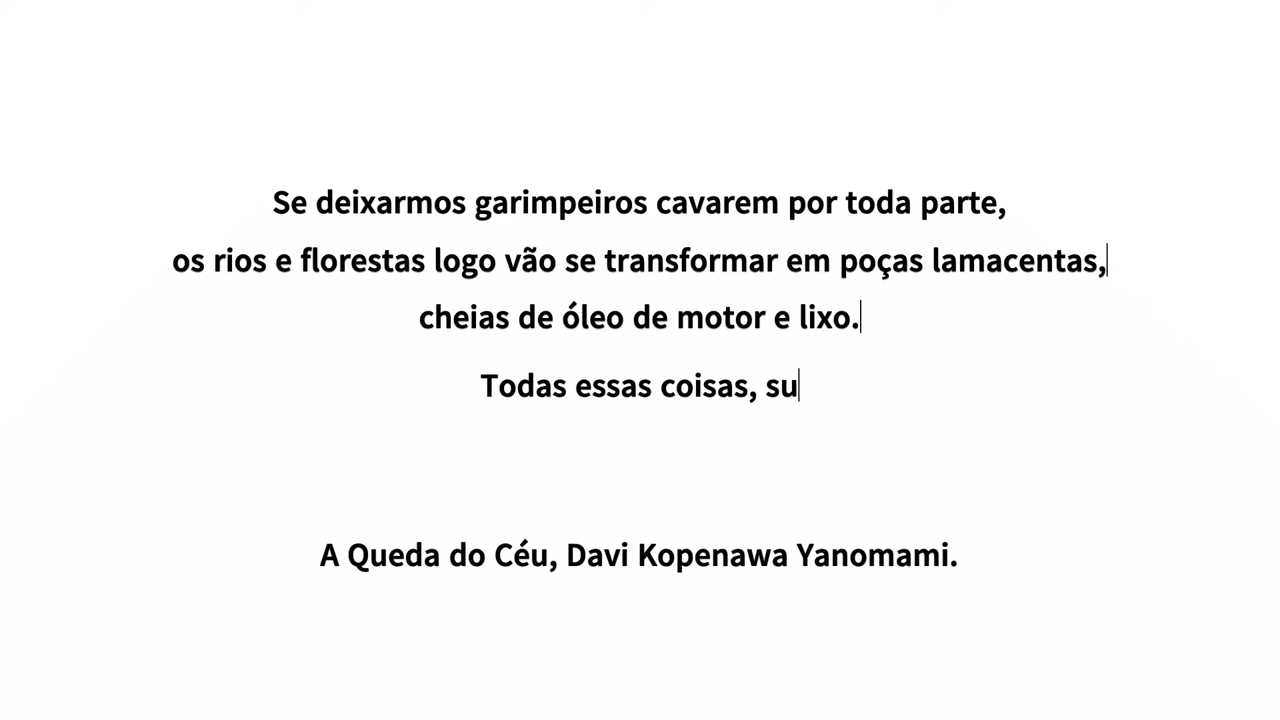 Se deixarmos garimpeiros cavarem por toda parte,
os rios e florestas logo vão se transformar em poças lamacentas,
cheias de óleo de motor e lixo.
Todas essas coisas, su
A Queda do Céu, Davi Kopenawa Yanomami.